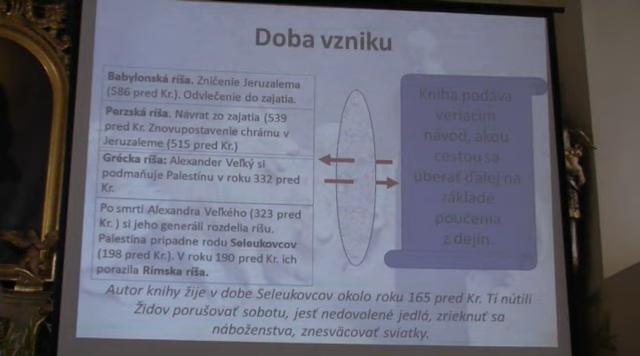 Doba vzniku
Babylonská ríša. Zničenie Jeruzalema
(586 pred Kr.). Odvlečenie do zajatia.
Perzská ríša. Návrat zo zajatia (539
pred Kr. Znovupostavenie chrámu v
Jeruzaleme (515 pred Kr.)
Grécka ríša: Alexander Veľký si
podmaňuje Palestínu v roku 332 pred
Kr.
Po smrti Alexandra Veľkého (323 pred
Kr. ) si jeho generáli rozdelia ríšu.
Palestína pripadne rodu Seleukovcov
(198 pred Kr.). V roku 190 pred Kr. ich
porazila Rímska ríša.
Kniha podáva
veriacim
návod, akou
cestou sa
uberať ďalej na
základe
poučenia
z dejín.
Autor knihy žije v dobe Seleukovcov okolo roku 165 pred Kr. Tí nútili
Židov porušovať sobotu, jesť nedovolené jedlá, zrieknuť sa
náboženstva, znesväcovať sviatky.